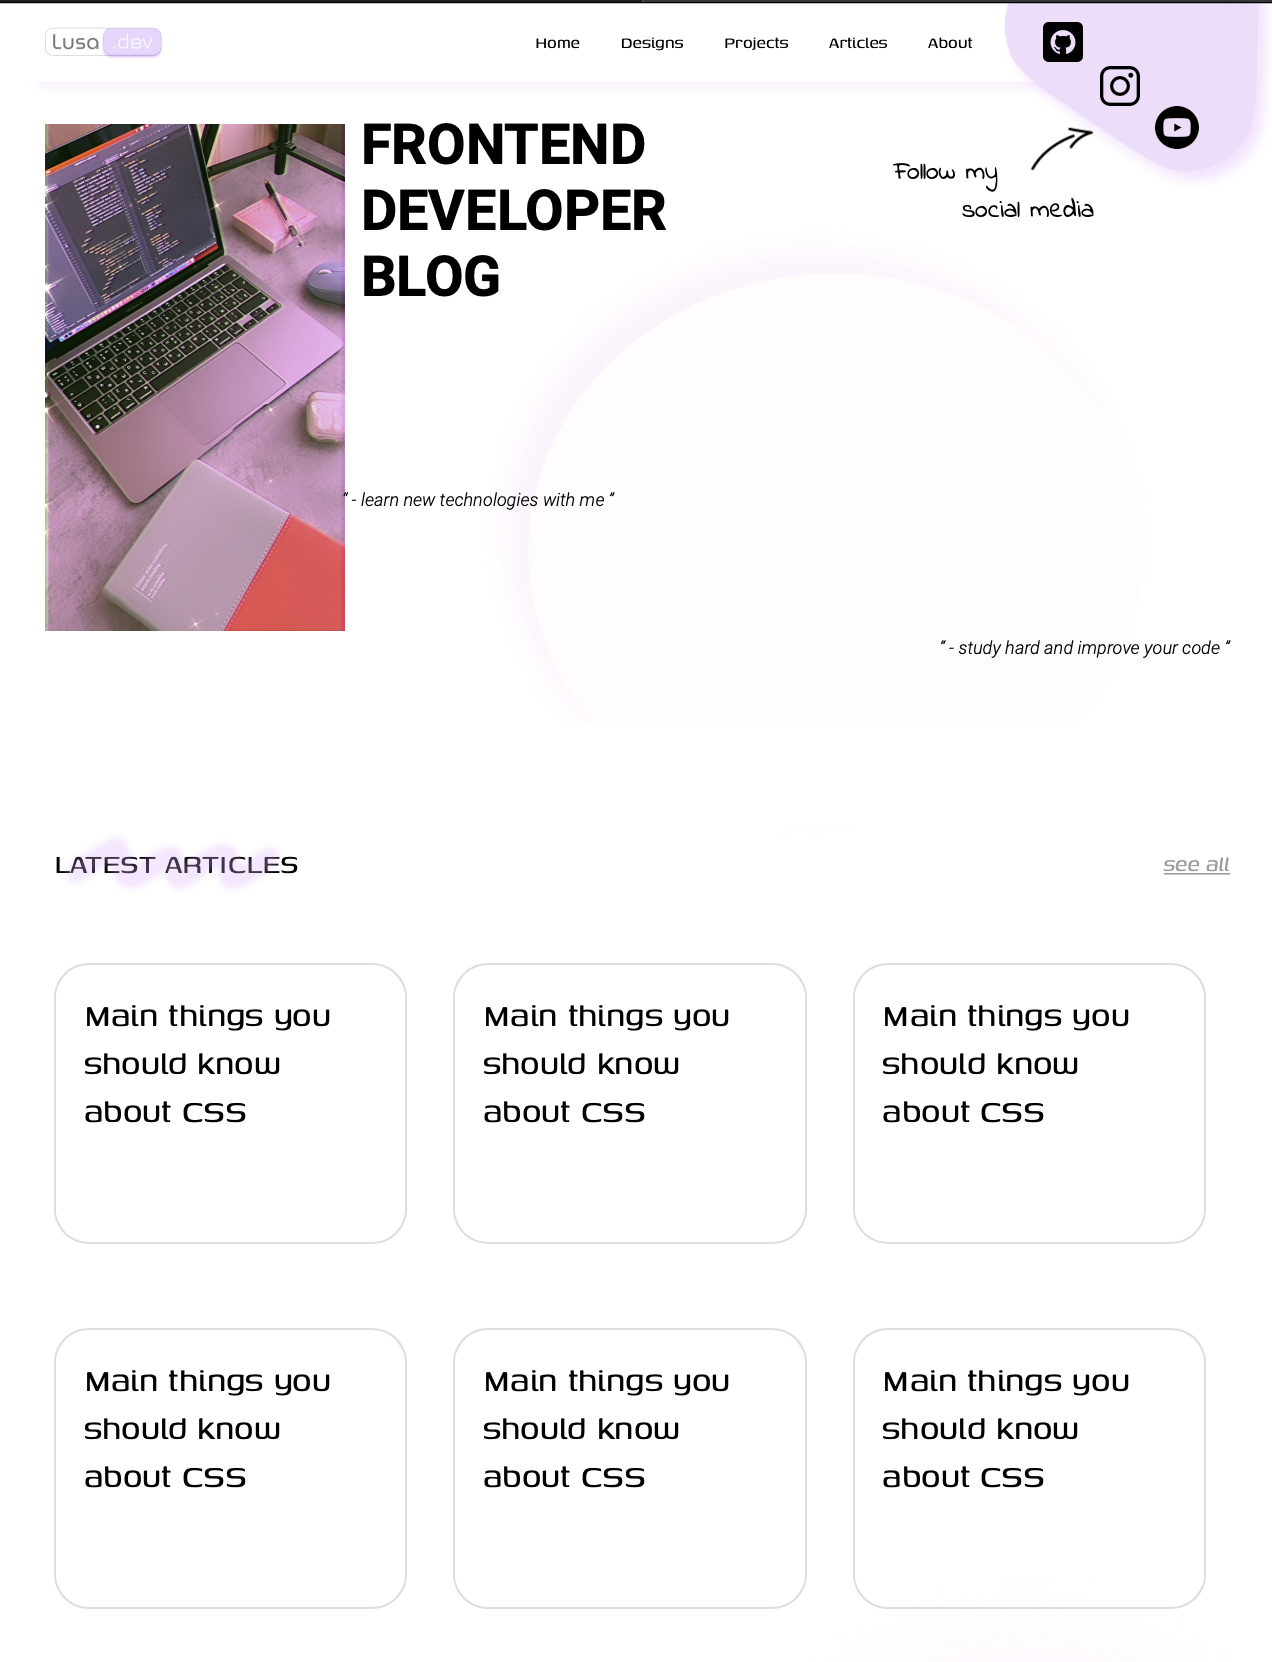 Lusa .dev
Home Designs Projects Articles About
FRONTEND
DEVELOPER
BLOG
Follow my
social media
“ - learn new technologies with me ”
“ - study hard and improve your code ”
LATEST ARTICLES
see all
Main things you
should know
about CSS
Main things you
should know
about CSS
Main things you
should know
about CSS
Main things you
should know
about CSS
Main things you
should know
about CSS
Main things you
should know
about CSS